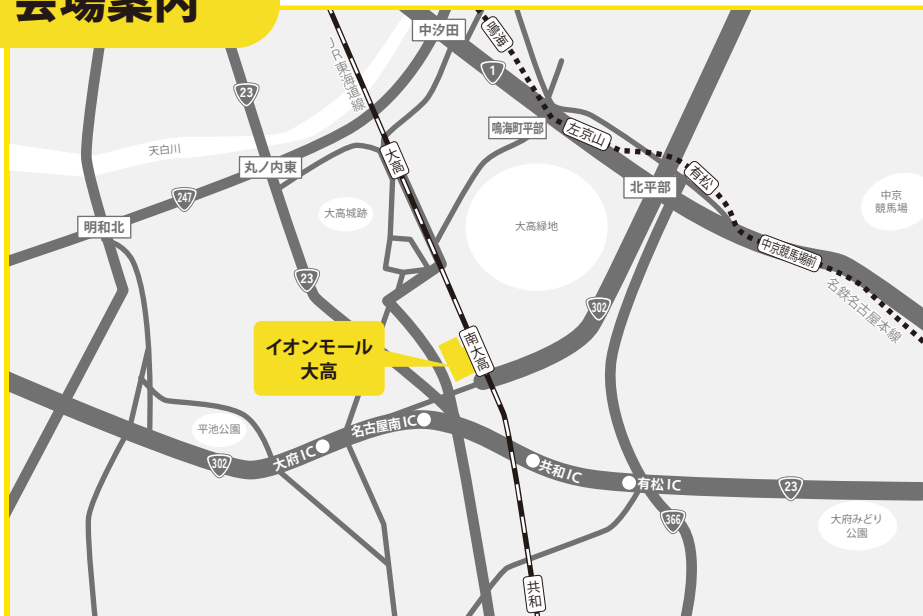 会場案内
中汐田
鳴海
1
JR東海道線
23
鳴海町平部
左京山
天白川
丸ノ内東
大高
有松
北平部
247
大高城跡
大高緑地
中京
競馬場
明和北
中京競馬場前
23
302
名鉄名古屋本線
イオンモール
大高
南大高
平池公園
名古屋南IC
302
大府IC
共和IC
有松IC
23
366
大府みどり
公園
共和